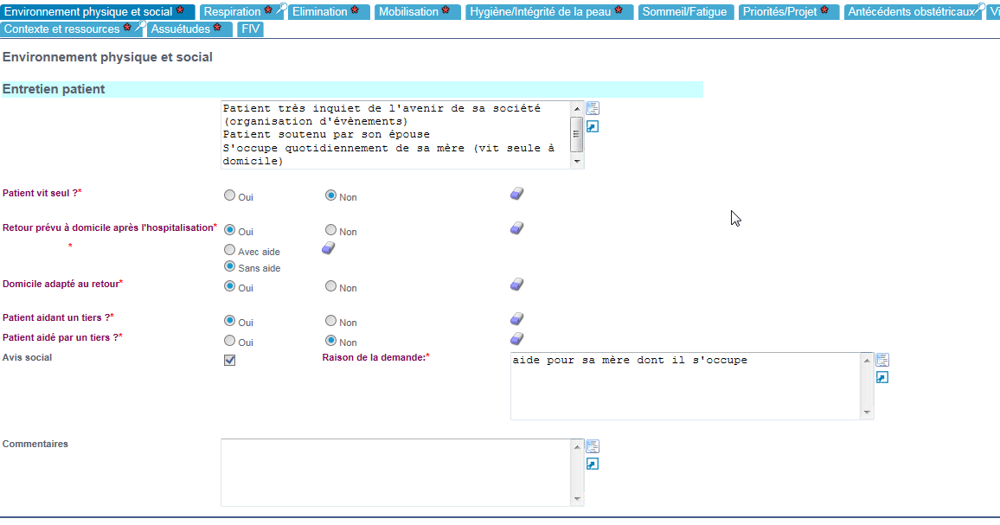 Environnement physique et social * Respiration * Elimination * Mobilisation * Hygiène/Intégrité de la peau * Sommeil/Fatigue Priorités/Projet * Antécédents obstétricaux Vi
Contexte et ressources * Assuétudes * FIV
Environnement physique et social
Entretien patient
Patient très inquiet de l'avenir de sa société
(organisation d'évènements)
Patient soutenu par son épouse
S'occupe quotidiennement de sa mère (vit seule à
domicile)
Patient vit seul ?* Oui Non
Retour prévu à domicile après l'hospitalisation* Oui Non
* Avec aide
Sans aide
Domicile adapté au retour* Oui Non
Patient aidant un tiers ?* Oui Non
Patient aidé par un tiers ?* Oui Non
Avis social Raison de la demande:* aide pour sa mère dont il s'occupe
Commentaires